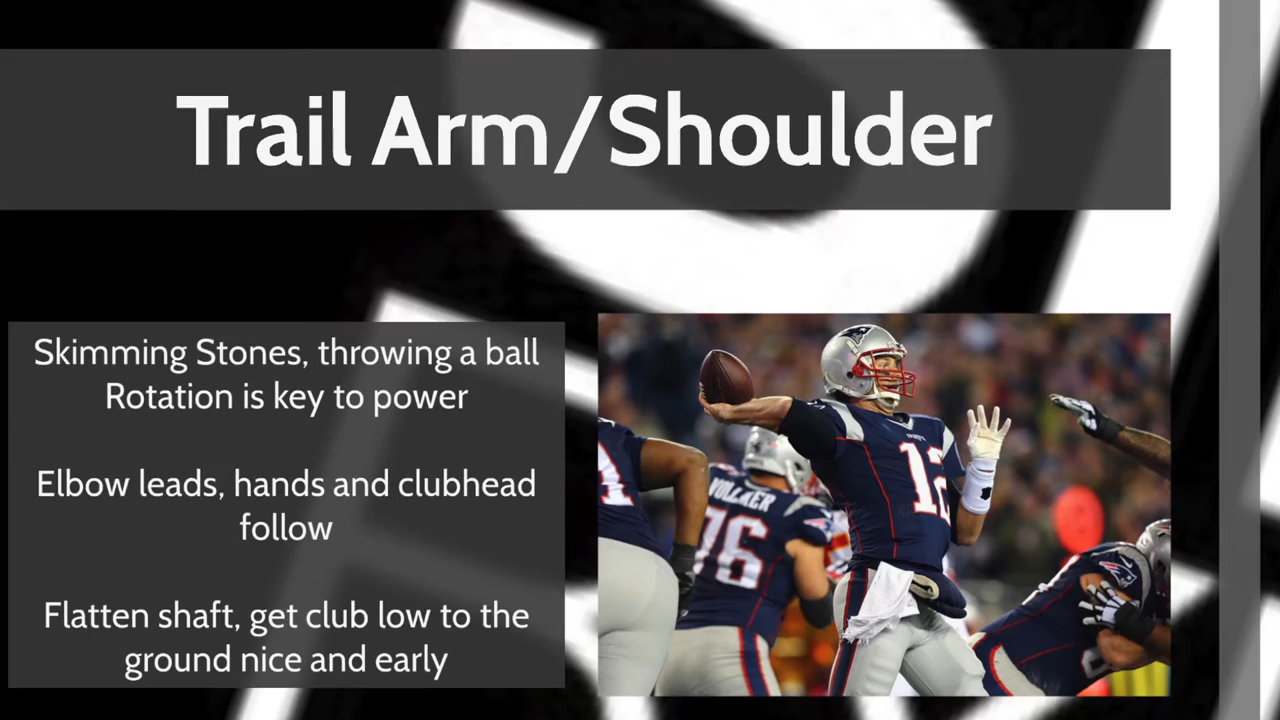 Trail Arm/Shoulder
Skimming Stones, throwing a ball
Rotation is key to power
Elbow leads, hands and clubhead
follow
Flatten shaft, get club low to the
ground nice and early
VOLLMER
76
12